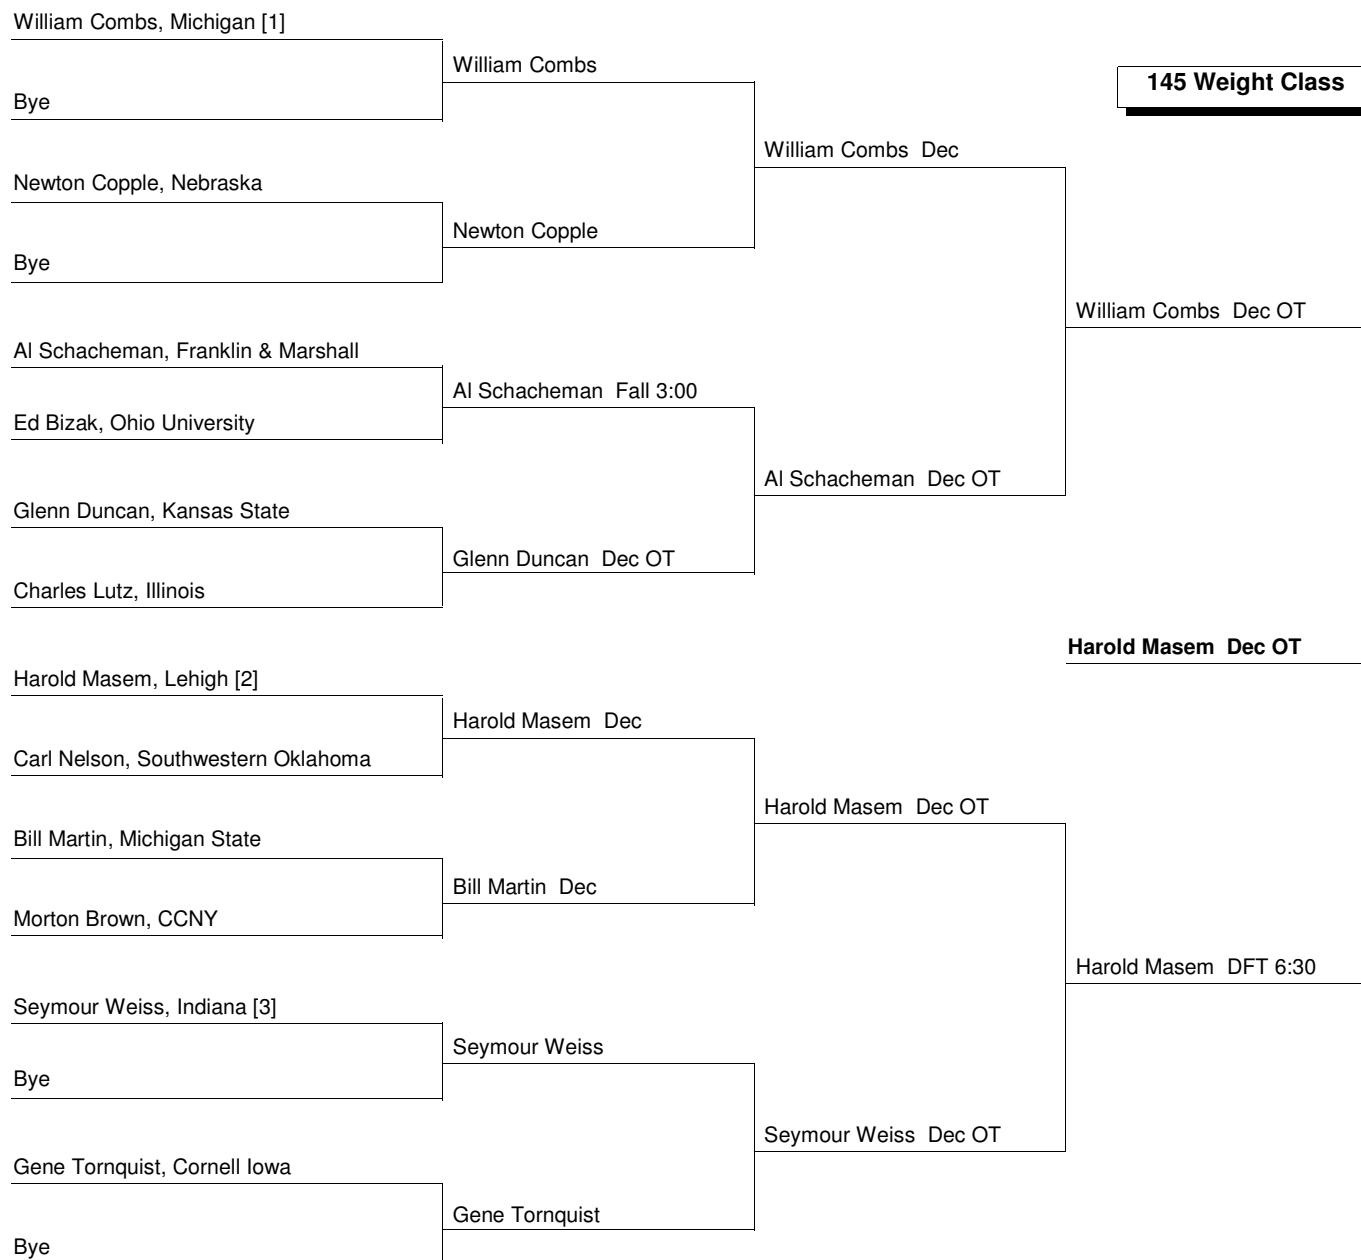 William Combs, Michigan [1]
William Combs
145 Weight Class
Bye
William Combs  Dec
Newton Copple, Nebraska
Newton Copple
Bye
William Combs  Dec OT
Al Schacheman, Franklin & Marshall
Al Schacheman  Fall 3:00
Ed Bizak, Ohio University
Al Schacheman  Dec OT
Glenn Duncan, Kansas State
Glenn Duncan  Dec OT
Charles Lutz, Illinois
Harold Masem  Dec OT
Harold Masem, Lehigh [2]
Harold Masem  Dec
Carl Nelson, Southwestern Oklahoma
Harold Masem  Dec OT
Bill Martin, Michigan State
Bill Martin  Dec
Morton Brown, CCNY
Harold Masem  DFT 6:30
Seymour Weiss, Indiana [3]
Seymour Weiss
Bye
Seymour Weiss  Dec OT
Gene Tornquist, Cornell Iowa
Gene Tornquist
Bye